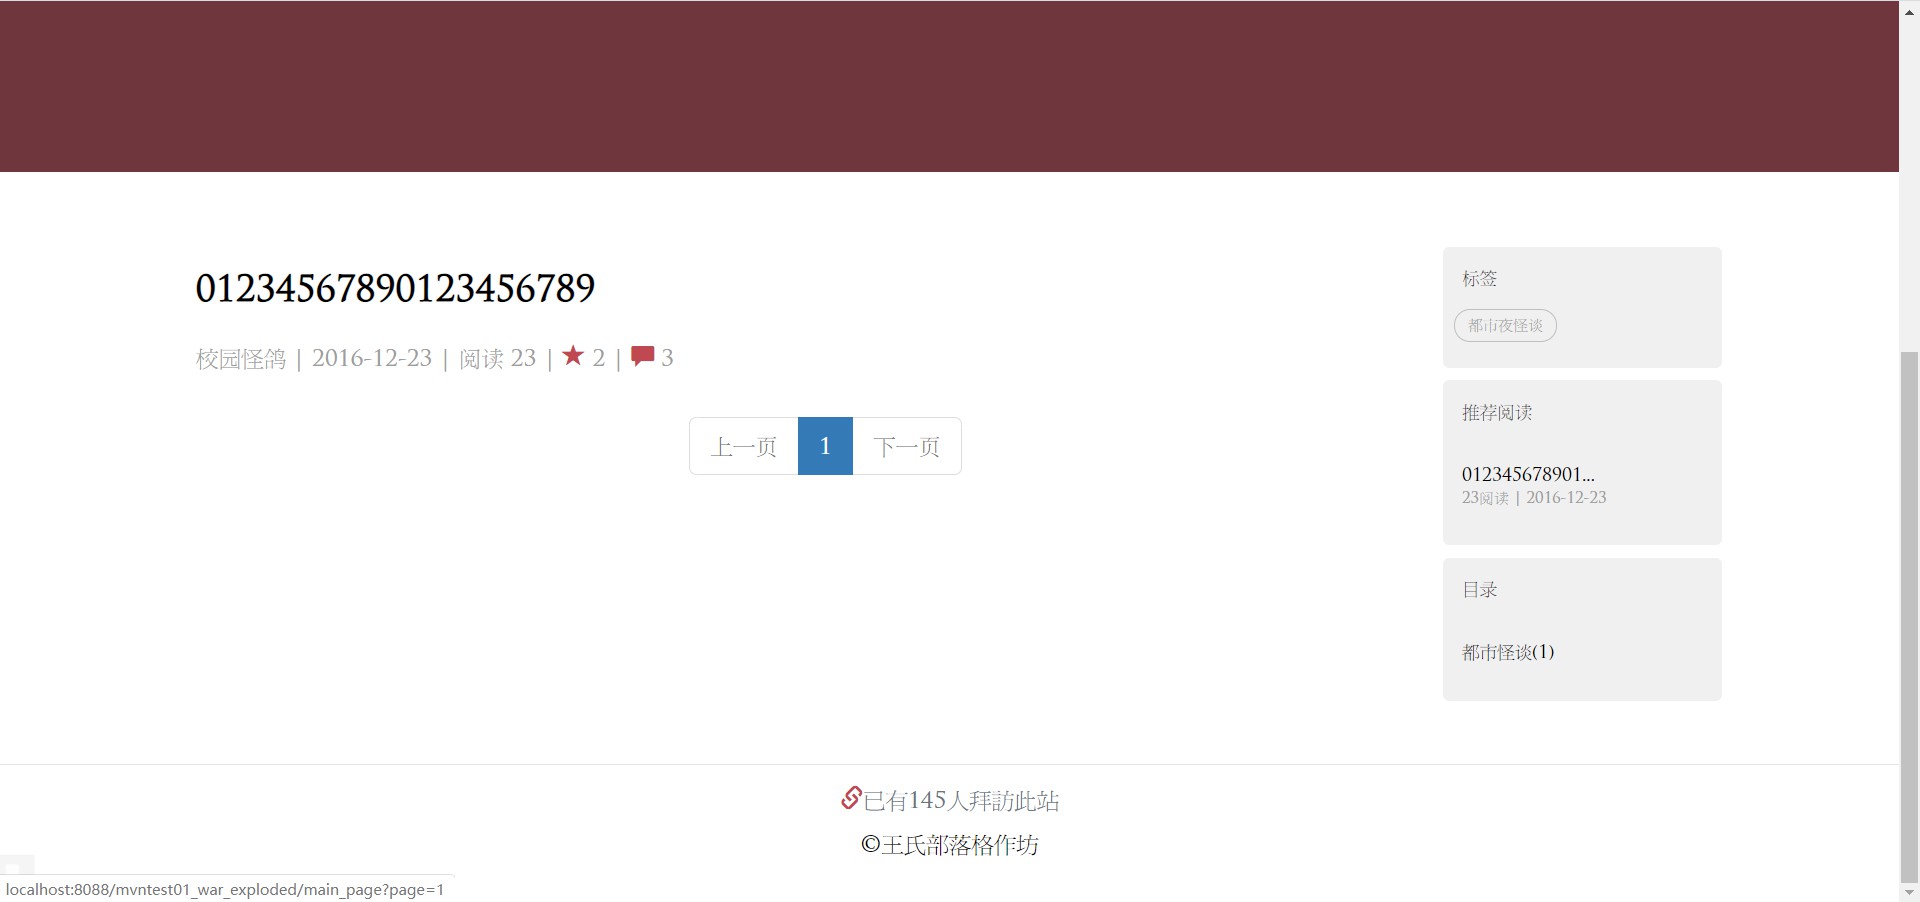 01234567890123456789
校园怪鸽 | 2016-12-23 | 阅读 23 | ★ 2 | 3
上一页 1 下一页
标签
都市夜怪谈
推荐阅读
012345678901...
23阅读 | 2016-12-23
目录
都市怪谈(1)
已有145人拜訪此站
©王氏部落格作坊
localhost:8088/mvntest01_war_exploded/main_page?page=1